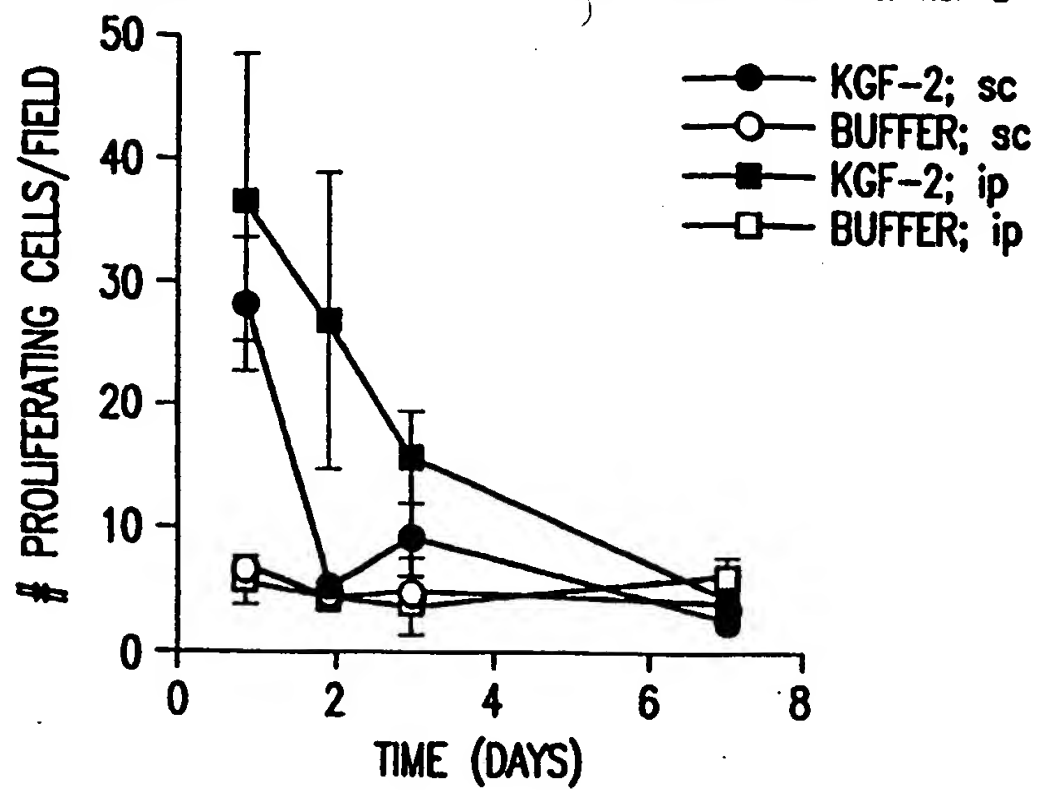 50
40
30
20
10
0
# PROLIFERATING CELLS/FIELD
KGF-2; sc
BUFFER; sc
KGF-2; ip
BUFFER; ip
0 2 4 6 8
TIME (DAYS)